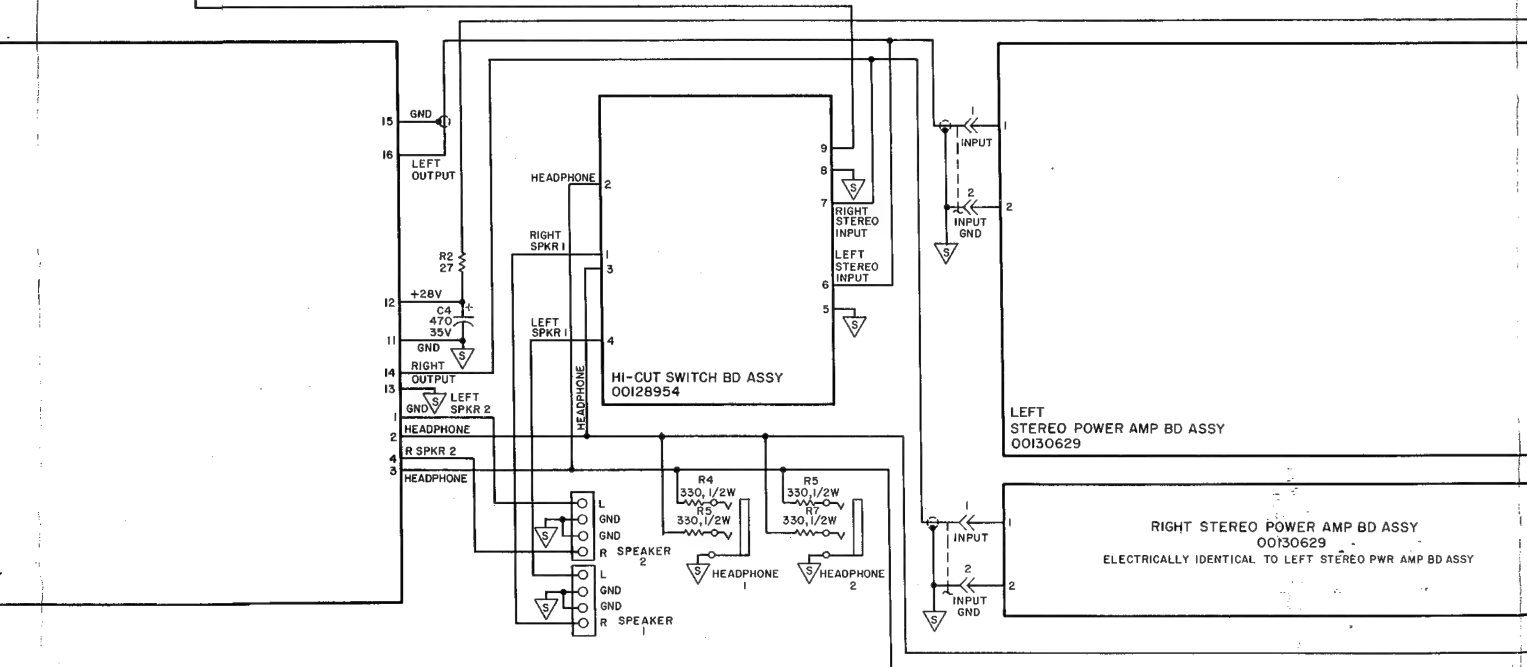 15
GND
16
LEFT
OUTPUT
R2
27
12
+28V
C4
470
35V
+
11
GND
S
14
RIGHT
OUTPUT
13
S
GND
LEFT
SPKR 2
1
2
HEADPHONE
4
R SPKR 2
3
HEADPHONE
HEADPHONE
2
RIGHT
SPKR 1
1
3
LEFT
SPKR 1
4
HEADPHONE
9
8
S
7
RIGHT
STEREO
INPUT
LEFT
STEREO
INPUT
6
5
S
HI-CUT SWITCH BD ASSY
00128954
1
1
INPUT
2
2
INPUT
GND
S
LEFT
STEREO POWER AMP BD ASSY
00130629
L
GND
GND
S
R SPEAKER
2
L
GND
GND
S
R SPEAKER
1
R4
330,1/2W
R5
330,1/2W
S
HEADPHONE
1
R5
330,1/2W
R7
330,1/2W
S
HEADPHONE
2
1
1
INPUT
2
2
INPUT
GND
S
RIGHT STEREO POWER AMP BD ASSY
00130629
ELECTRICALLY IDENTICAL TO LEFT STEREO PWR AMP BD ASSY